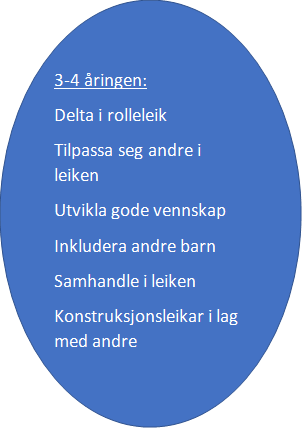 3-4 åringen:
Delta i rolleleik
Tilpassa seg andre i
leiken
Utvikla gode vennskap
Inkludera andre barn
Samhandle i leiken
Konstruksjonsleikar i lag
med andre